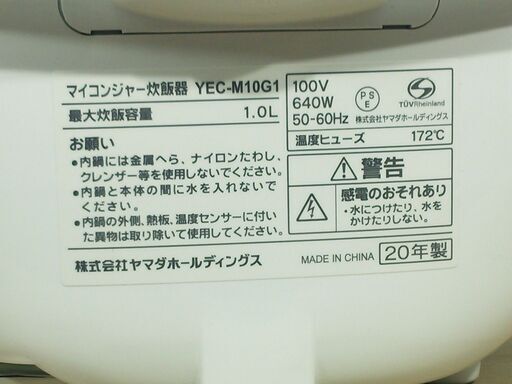 マイコンジャー炊飯器 YEC-M10G1
最大炊飯容量 1.0L
お願い
•内鍋には金属へら、ナイロンたわし、
クレンザー等を使用しないでください。
•内鍋と本体の間に水を入れないで
ください。
•内鍋の外側、熱板、温度センサーに付い
た異物は取り除いて使用してください。
株式会社ヤマダホールディングス
100V
640W
50-60Hz
PS
E
TÜVRheinland
株式会社ヤマダホールディングス
温度ヒューズ 172℃
警告
感電のおそれあり
・水につけたり、水を
かけたりしない。
MADE IN CHINA 20年製